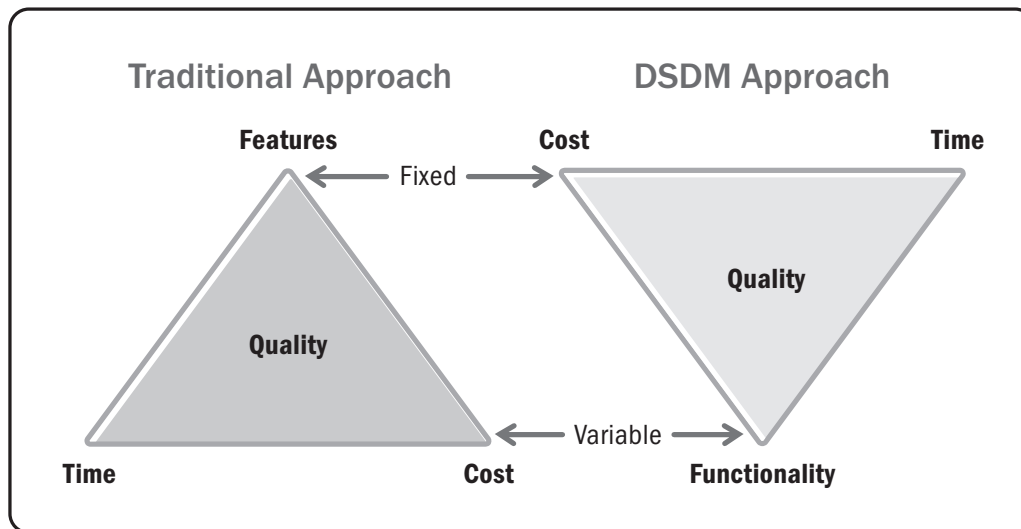 Traditional Approach
DSDM Approach
Features
Cost
Time
Fixed
Quality
Quality
Variable
Time
Cost
Functionality